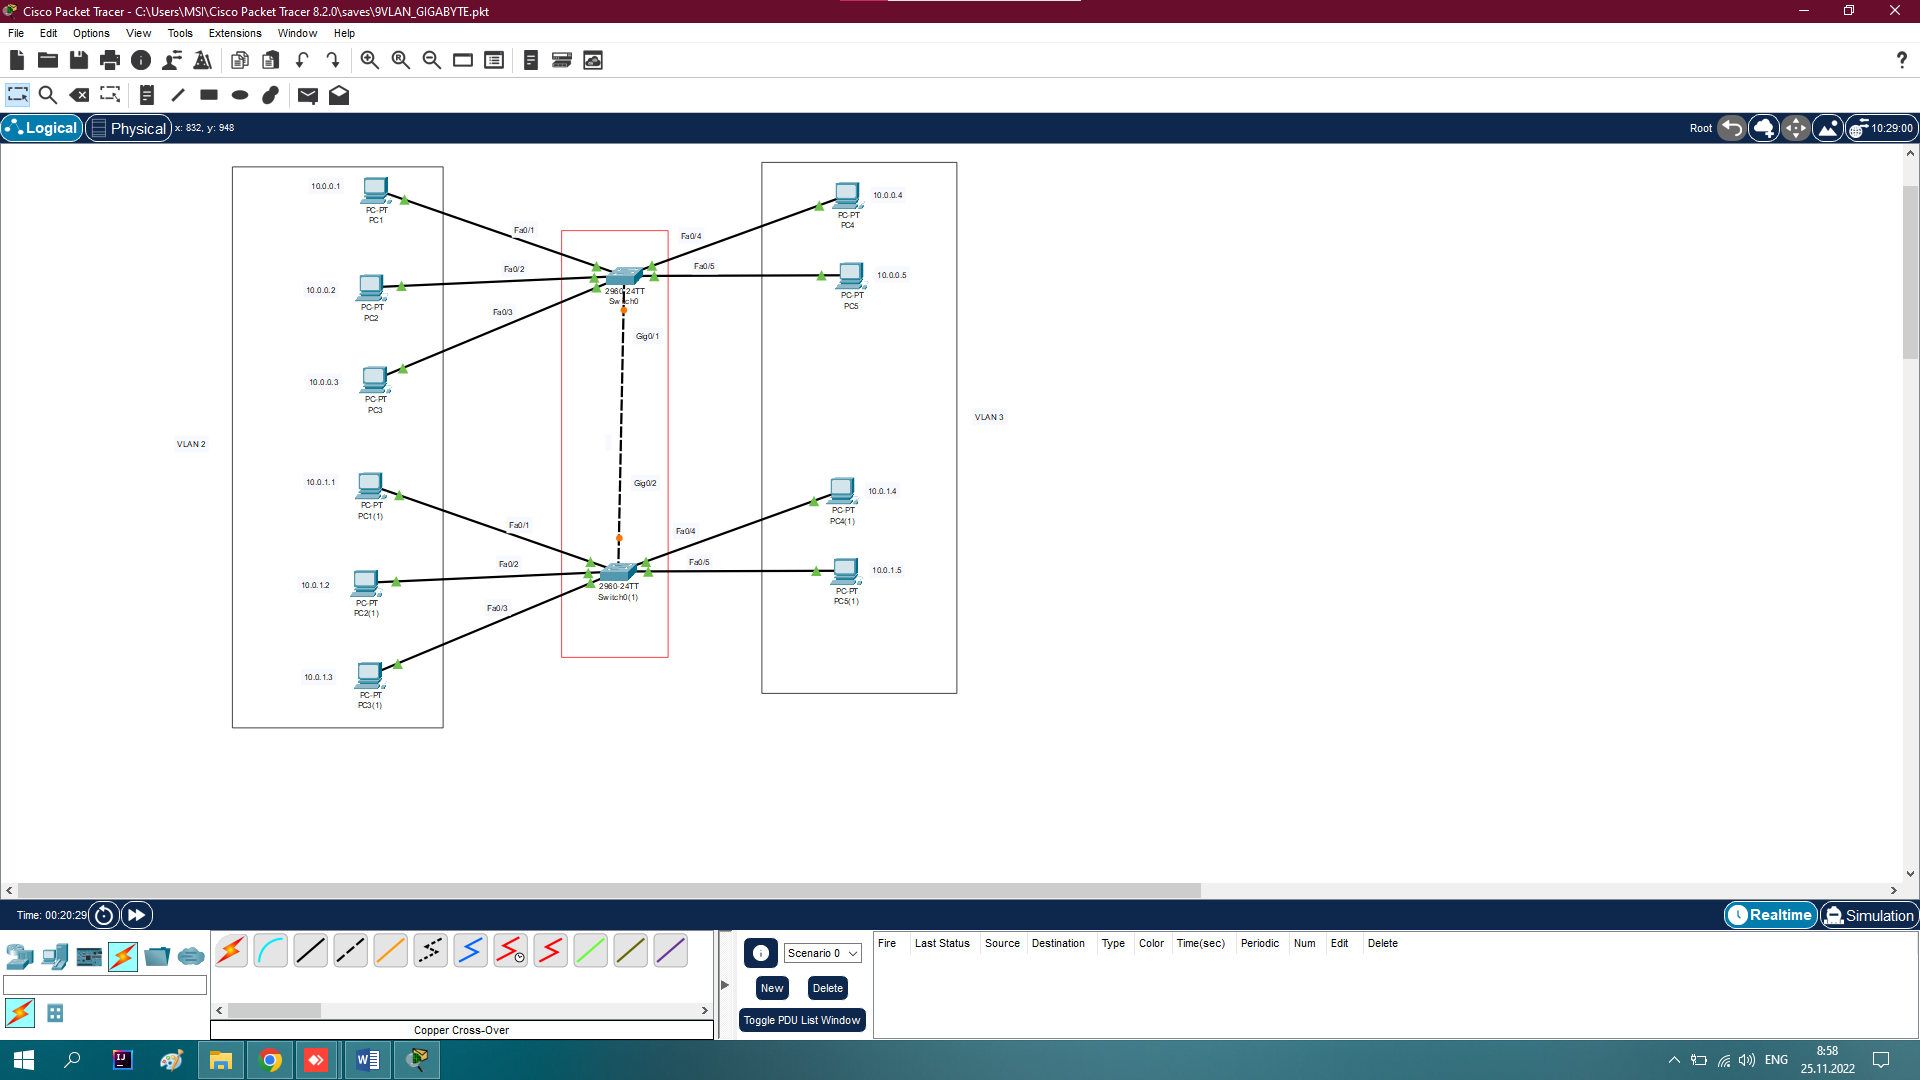 Cisco Packet Tracer - C:\Users\MSI\Cisco Packet Tracer 8.2.0\saves\9VLAN_GIGABYTE.pkt
File Edit Options View Tools Extensions Window Help
Logical Physical x: 832, y: 948 Root 10:29:00
10.0.0.1
PC-PT
PC1
10.0.0.4
PC-PT
PC4
Fa0/1
Fa0/4
Fa0/2
Fa0/5
10.0.0.2
PC-PT
PC2
2960-24TT
Switch0
10.0.0.5
PC-PT
PC5
Fa0/3
Gig0/1
10.0.0.3
PC-PT
PC3
VLAN 2
VLAN 3
10.0.1.1
PC-PT
PC1(1)
Gig0/2
10.0.1.4
PC-PT
PC4(1)
Fa0/1
Fa0/4
Fa0/2
Fa0/5
10.0.1.2
PC-PT
PC2(1)
2960-24TT
Switch0(1)
10.0.1.5
PC-PT
PC5(1)
Fa0/3
10.0.1.3
PC-PT
PC3(1)
Time: 00:20:29 Realtime Simulation
Scenario 0
New Delete
Toggle PDU List Window
Fire Last Status Source Destination Type Color Time(sec) Periodic Num Edit Delete
Copper Cross-Over
ENG
8:58
25.11.2022